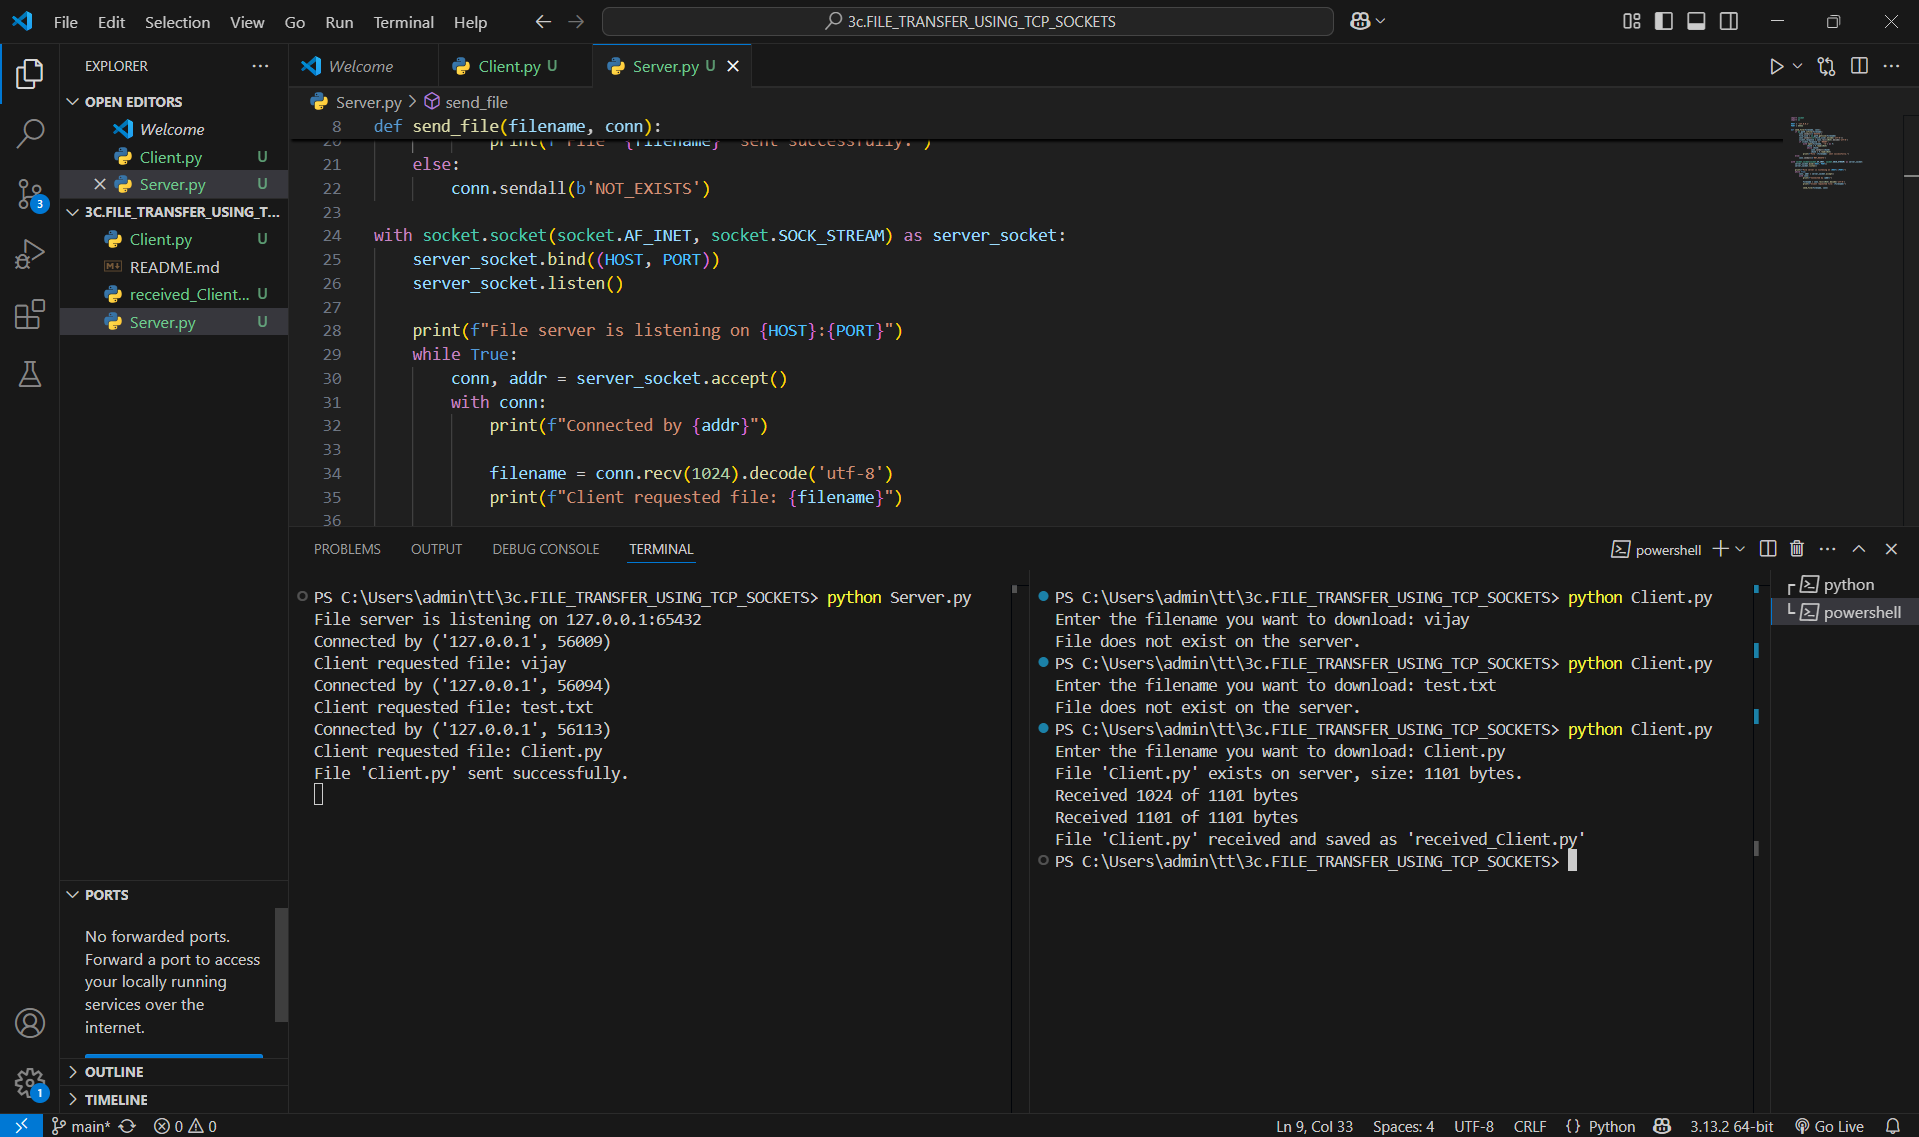 File Edit Selection View Go Run Terminal Help
3c.FILE_TRANSFER_USING_TCP_SOCKETS
EXPLORER
OPEN EDITORS
Welcome
Client.py U
Server.py U
3C.FILE_TRANSFER_USING_T...
Client.py U
README.md
received_Client... U
Server.py U
PORTS
No forwarded ports.
Forward a port to access
your locally running
services over the
internet.
OUTLINE
TIMELINE
3
1
Welcome
Client.py U
Server.py U
Server.py > send_file
8 def send_file(filename, conn):
20 print(f"File '{filename}' sent successfully.")
21 else:
22 conn.sendall(b'NOT_EXISTS')
23
24 with socket.socket(socket.AF_INET, socket.SOCK_STREAM) as server_socket:
25 server_socket.bind((HOST, PORT))
26 server_socket.listen()
27
28 print(f"File server is listening on {HOST}:{PORT}")
29 while True:
30 conn, addr = server_socket.accept()
31 with conn:
32 print(f"Connected by {addr}")
33
34 filename = conn.recv(1024).decode('utf-8')
35 print(f"Client requested file: {filename}")
36
PROBLEMS OUTPUT DEBUG CONSOLE TERMINAL
powershell
PS C:\Users\admin\tt\3c.FILE_TRANSFER_USING_TCP_SOCKETS> python Server.py
File server is listening on 127.0.0.1:65432
Connected by ('127.0.0.1', 56009)
Client requested file: vijay
Connected by ('127.0.0.1', 56094)
Client requested file: test.txt
Connected by ('127.0.0.1', 56113)
Client requested file: Client.py
File 'Client.py' sent successfully.
PS C:\Users\admin\tt\3c.FILE_TRANSFER_USING_TCP_SOCKETS> python Client.py
Enter the filename you want to download: vijay
File does not exist on the server.
PS C:\Users\admin\tt\3c.FILE_TRANSFER_USING_TCP_SOCKETS> python Client.py
Enter the filename you want to download: test.txt
File does not exist on the server.
PS C:\Users\admin\tt\3c.FILE_TRANSFER_USING_TCP_SOCKETS> python Client.py
Enter the filename you want to download: Client.py
File 'Client.py' exists on server, size: 1101 bytes.
Received 1024 of 1101 bytes
Received 1101 of 1101 bytes
File 'Client.py' received and saved as 'received_Client.py'
PS C:\Users\admin\tt\3c.FILE_TRANSFER_USING_TCP_SOCKETS>
python
powershell
main* 0 0
Ln 9, Col 33 Spaces: 4 UTF-8 CRLF {} Python 3.13.2 64-bit Go Live